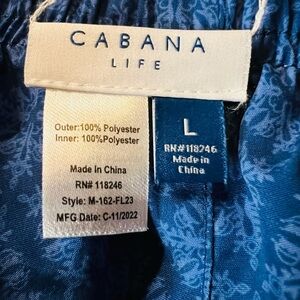 CABANA
LIFE
Outer:100% Polyester
Inner: 100% Polyester
Made in China
RN# 118246
Style: M-162-FL23
MFG Date: C-11/2022
L
RN#118246
Made in
China